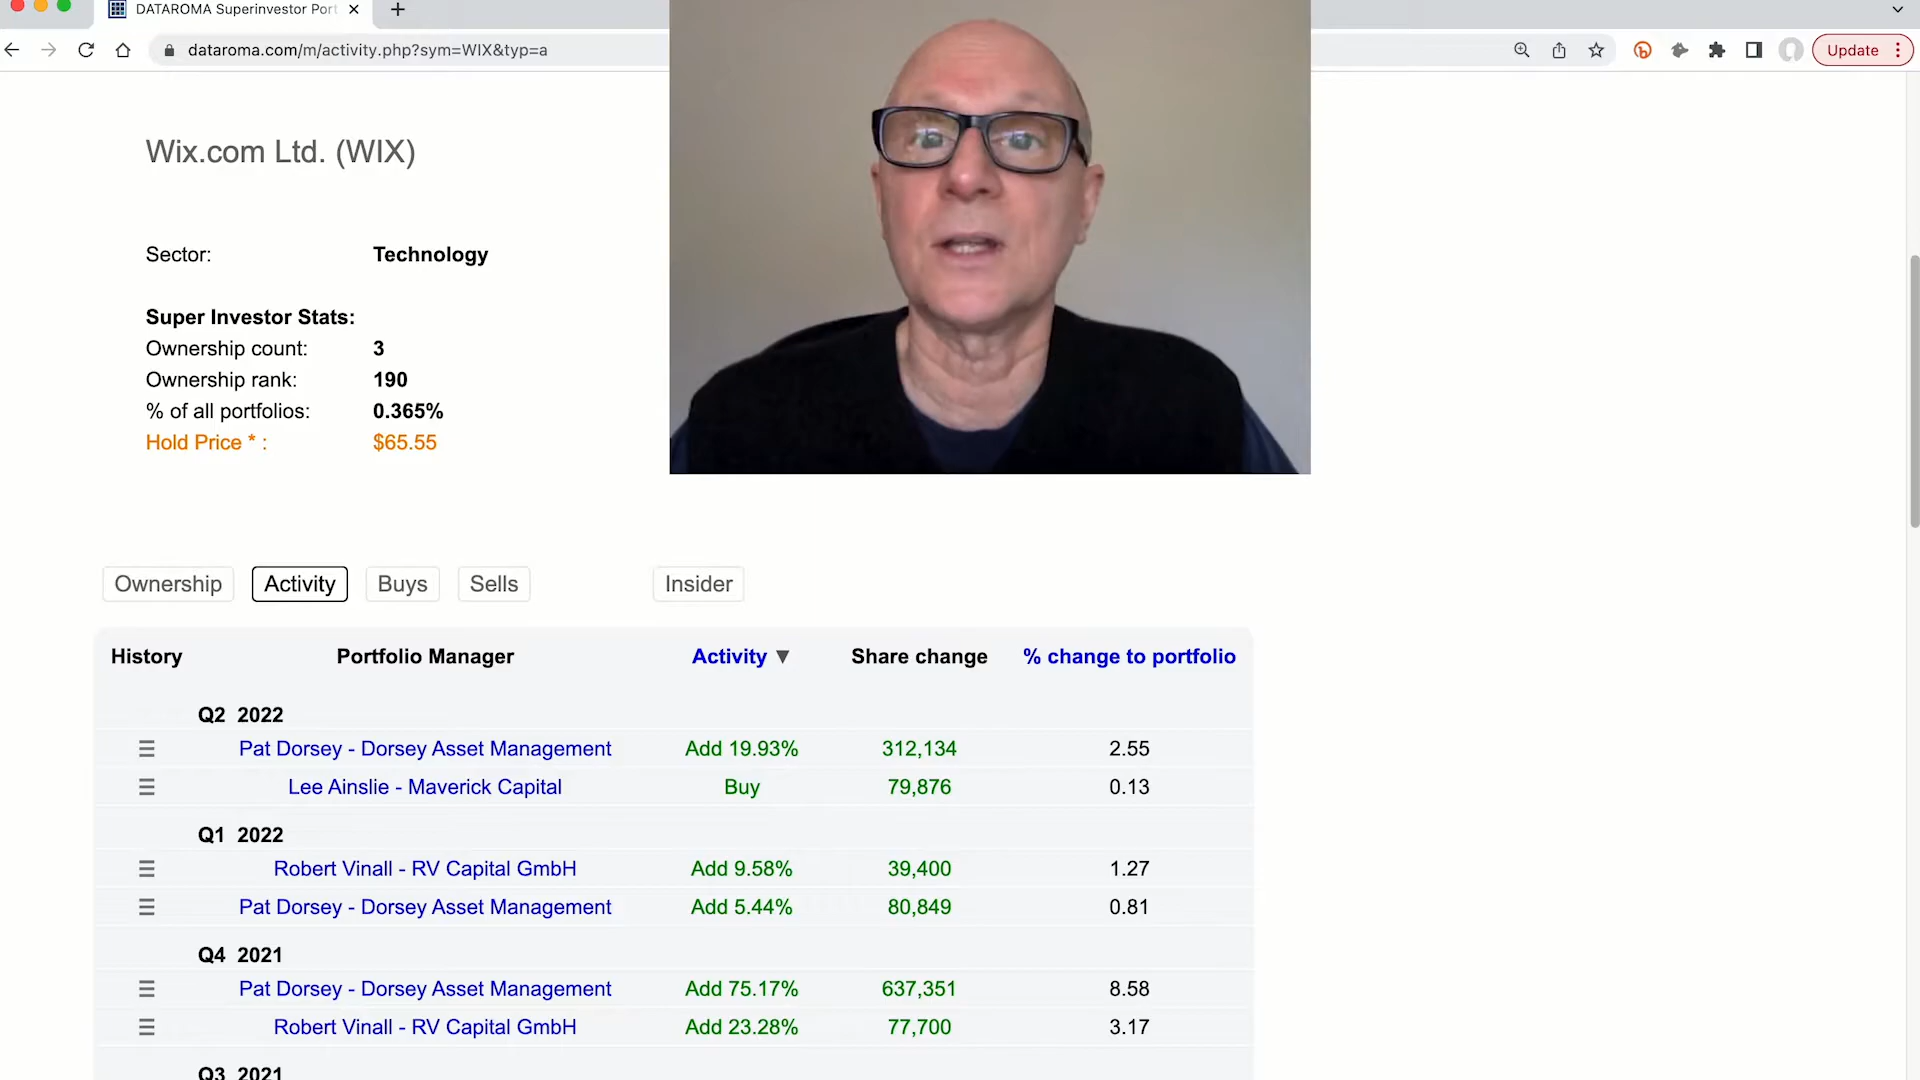 DATAROMA Superinvestor Port
dataroma.com/m/activity.php?sym=WIX&typ=a
Update
Wix.com Ltd. (WIX)
Sector: Technology
Super Investor Stats:
Ownership count: 3
Ownership rank: 190
% of all portfolios: 0.365%
Hold Price * : $65.55
Ownership Activity Buys Sells Insider
History Portfolio Manager Activity ▼ Share change % change to portfolio
Q2 2022
Pat Dorsey - Dorsey Asset Management Add 19.93% 312,134 2.55
Lee Ainslie - Maverick Capital Buy 79,876 0.13
Q1 2022
Robert Vinall - RV Capital GmbH Add 9.58% 39,400 1.27
Pat Dorsey - Dorsey Asset Management Add 5.44% 80,849 0.81
Q4 2021
Pat Dorsey - Dorsey Asset Management Add 75.17% 637,351 8.58
Robert Vinall - RV Capital GmbH Add 23.28% 77,700 3.17
Q3 2021